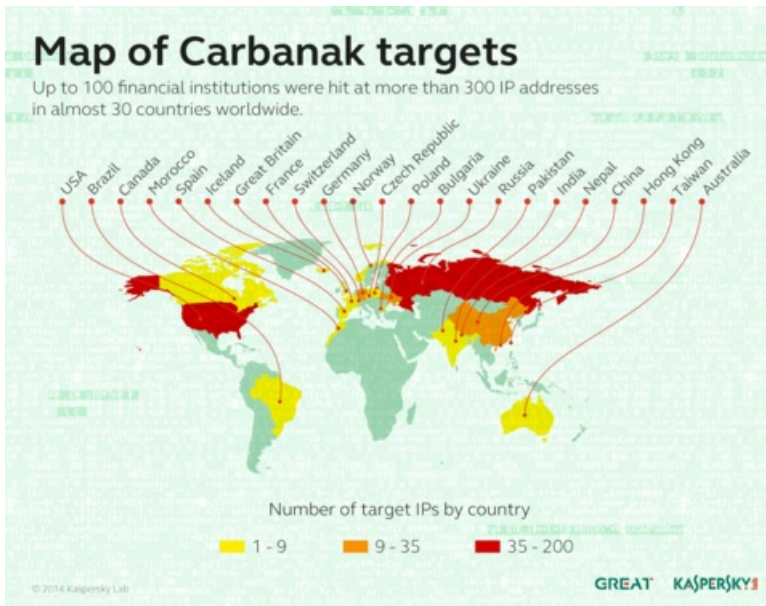 Map of Carbanak targets
Up to 100 financial institutions were hit at more than 300 IP addresses
in almost 30 countries worldwide.
USA
Brazil
Canada
Morocco
Spain
Iceland
Great Britain
France
Switzerland
Germany
Norway
Czech Republic
Poland
Bulgaria
Ukraine
Russia
Pakistan
India
Nepal
China
Hong Kong
Taiwan
Australia
Number of target IPs by country
1 - 9
9 - 35
35 - 200
© 2014 Kaspersky Lab
GREAT
KASPERSKY